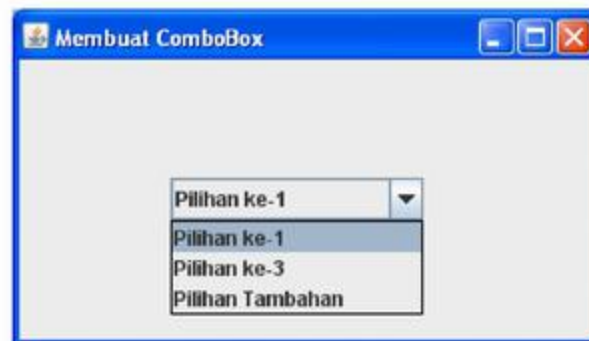 Membuat ComboBox
Pilihan ke-1
Pilihan ke-1
Pilihan ke-3
Pilihan Tambahan